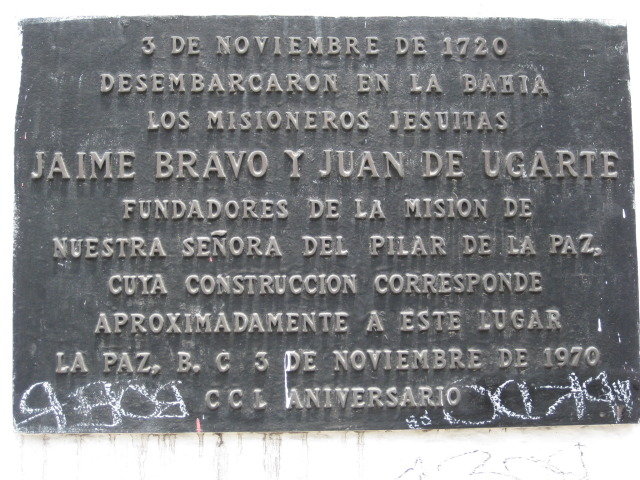 3 DE NOVIEMBRE DE 1720
DESEMBARCARON EN LA BAHIA
LOS MISIONEROS JESUITAS
JAIME BRAVO Y JUAN DE UGARTE
FUNDADORES DE LA MISION DE
NUESTRA SEÑORA DEL PILAR DE LA PAZ,
CUYA CONSTRUCCION CORRESPONDE
APROXIMADAMENTE A ESTE LUGAR
LA PAZ, B. C 3 DE NOVIEMBRE DE 1970
CCL ANIVERSARIO